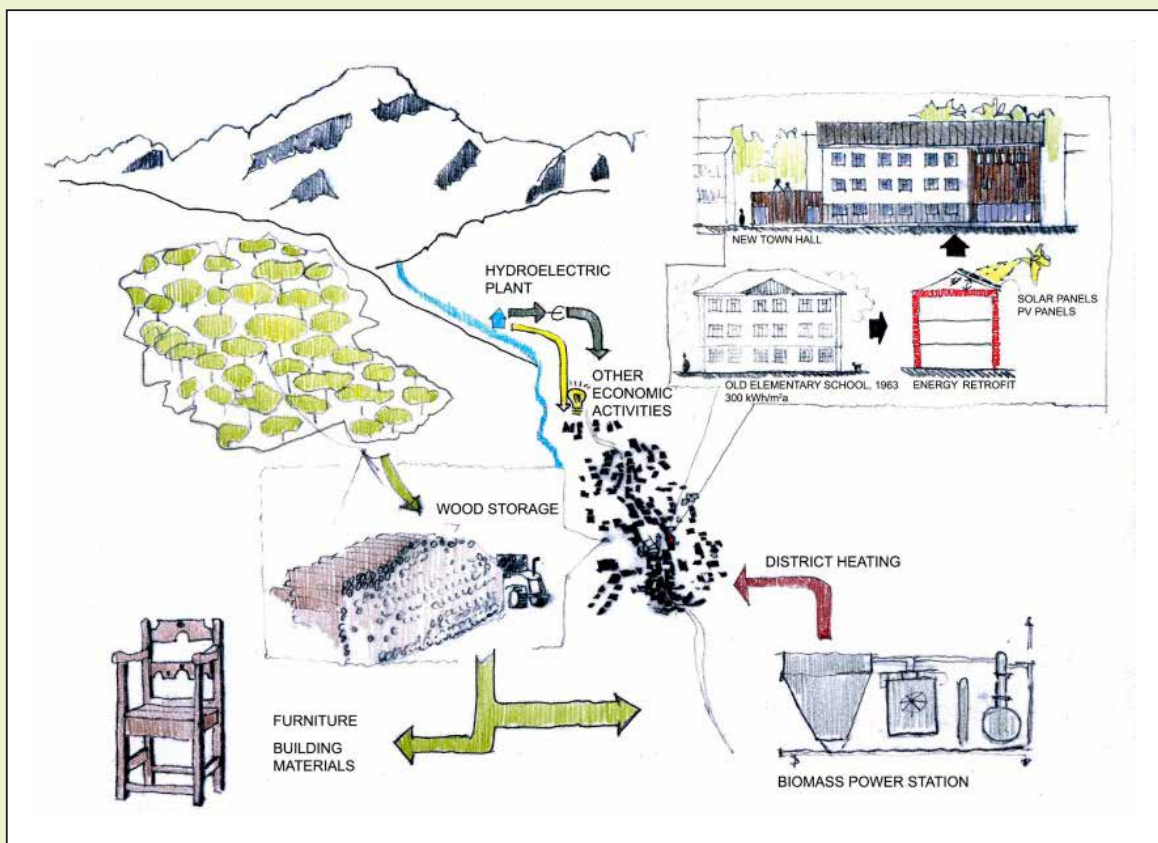 NEW TOWN HALL
HYDROELECTRIC
PLANT
€
SOLAR PANELS
PV PANELS
OTHER
ECONOMIC
ACTIVITIES
OLD ELEMENTARY SCHOOL, 1963
300 kWh/m²a
ENERGY RETROFIT
WOOD STORAGE
DISTRICT HEATING
FURNITURE
BUILDING
MATERIALS
BIOMASS POWER STATION